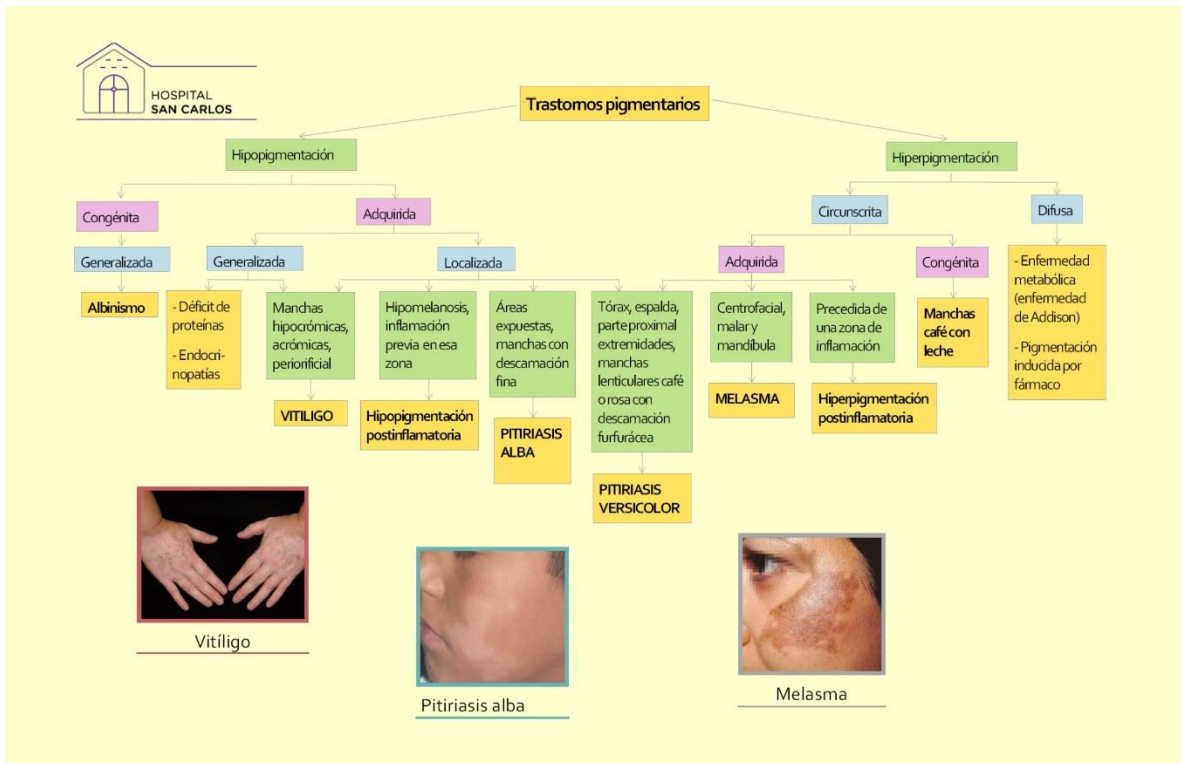 HOSPITAL
SAN CARLOS
Trastornos pigmentarios
Hipopigmentación
Hiperpigmentación
Congénita
Adquirida
Circunscrita
Difusa
Generalizada
Generalizada
Localizada
Adquirida
Congénita
Albinismo
- Déficit de
proteínas
- Endocri-
nopatías
Manchas
hipocrómicas,
acrómicas,
periorificial
VITILIGO
Hipomelanosis,
inflamación
previa en esa
zona
Hipopigmentación
postinflamatoria
Áreas
expuestas,
manchas con
descamación
fina
PITIRIASIS
ALBA
Tórax, espalda,
parte proximal
extremidades,
manchas
lenticulares café
o rosa con
descamación
furfurácea
PITIRIASIS
VERSICOLOR
Centrofacial,
malar y
mandíbula
MELASMA
Precedida de
una zona de
inflamación
Hiperpigmentación
postinflamatoria
Manchas
café con
leche
- Enfermedad
metabólica
(enfermedad
de Addison)
- Pigmentación
inducida por
fármaco
Vitíligo
Pitiriasis alba
Melasma